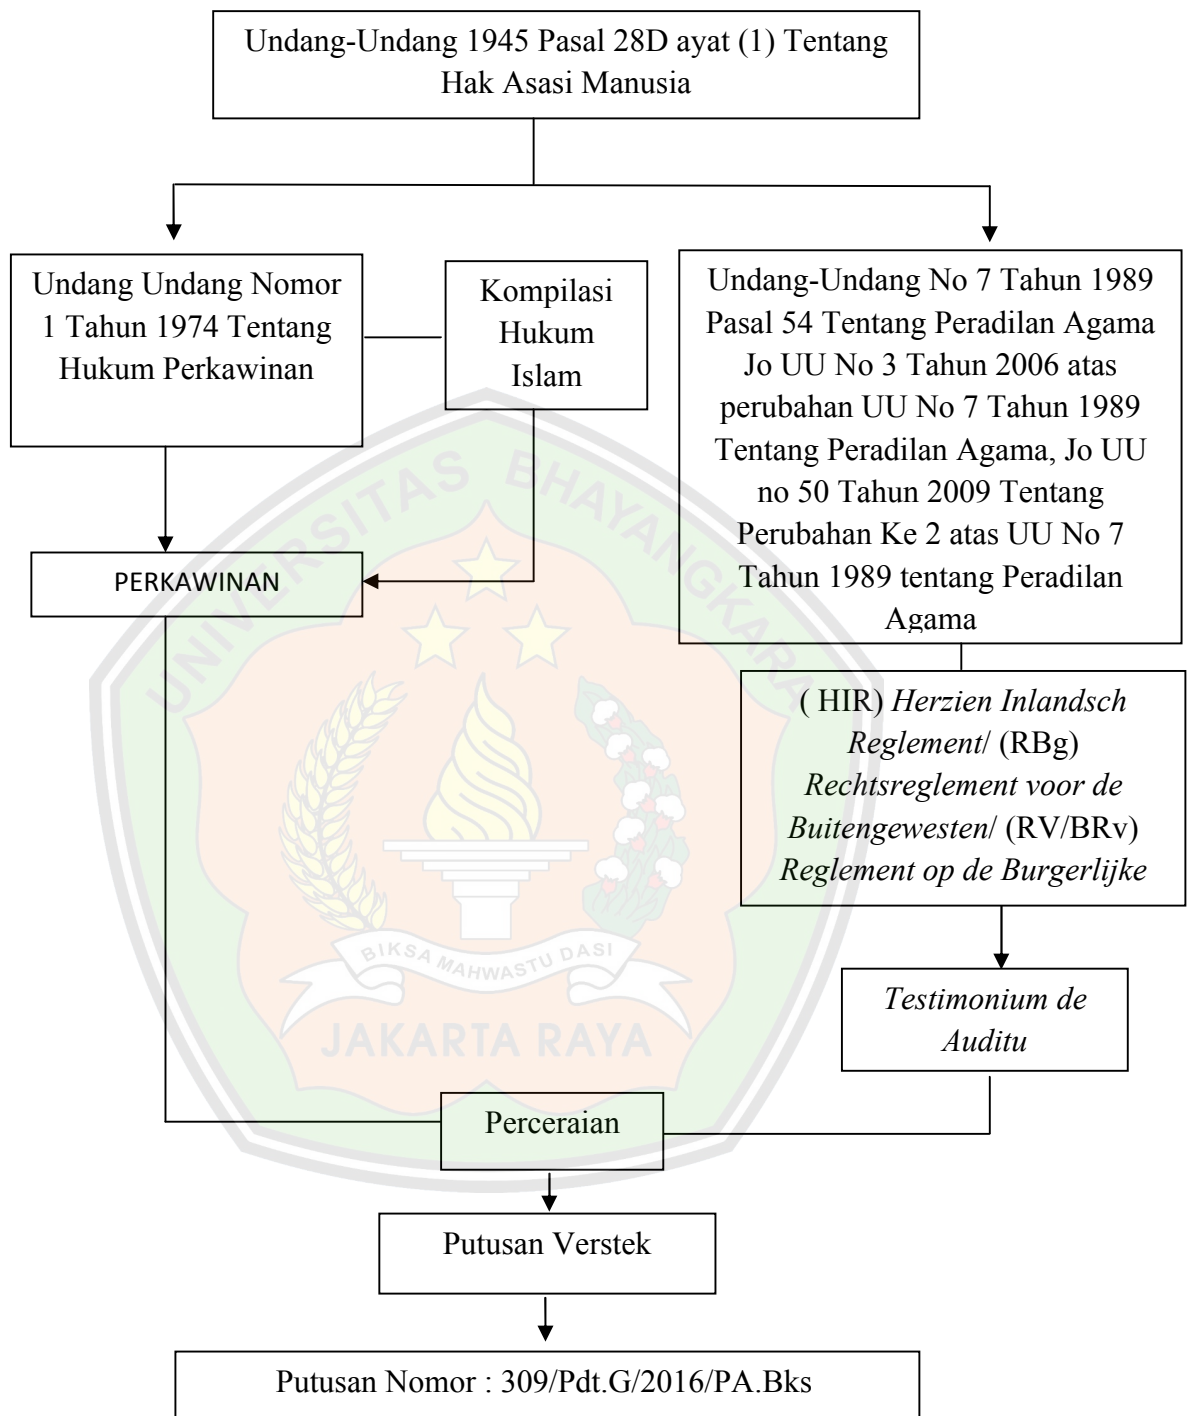 Undang-Undang 1945 Pasal 28D ayat (1) Tentang
Hak Asasi Manusia
Undang Undang Nomor
1 Tahun 1974 Tentang
Hukum Perkawinan
Kompilasi
Hukum
Islam
Undang-Undang No 7 Tahun 1989
Pasal 54 Tentang Peradilan Agama
Jo UU No 3 Tahun 2006 atas
perubahan UU No 7 Tahun 1989
Tentang Peradilan Agama, Jo UU
no 50 Tahun 2009 Tentang
Perubahan Ke 2 atas UU No 7
Tahun 1989 tentang Peradilan
Agama
PERKAWINAN
( HIR) Herzien Inlandsch
Reglement/ (RBg)
Rechtsreglement voor de
Buitengewesten/ (RV/BRv)
Reglement op de Burgerlijke
Testimonium de
Auditu
Perceraian
Putusan Verstek
Putusan Nomor : 309/Pdt.G/2016/PA.Bks
UNIVERSITAS BHAYANGKARA
BIKSA MAHWASTU DASI
JAKARTA RAYA